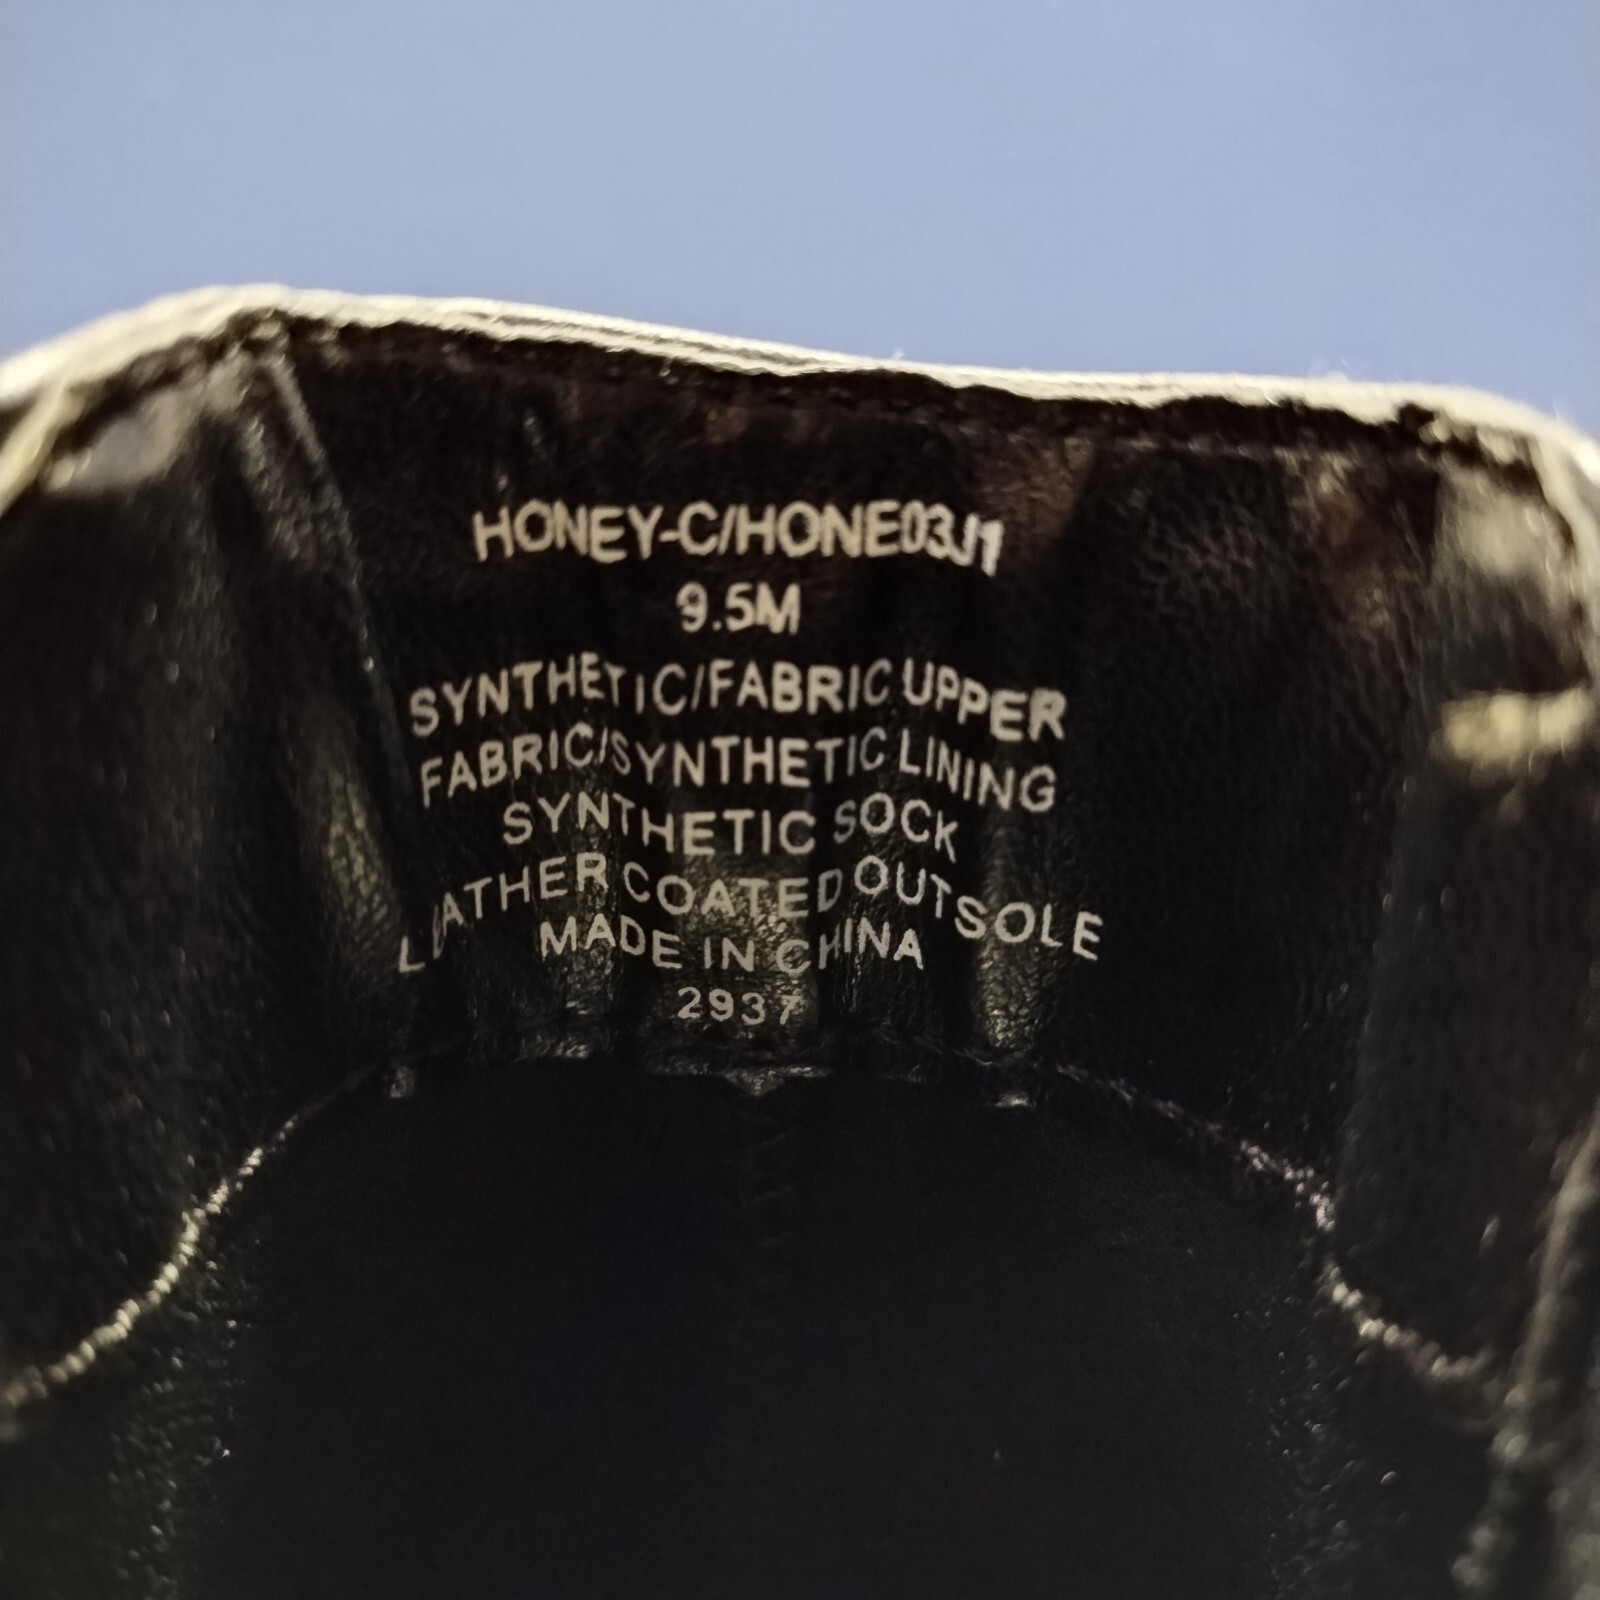 HONEY-C/HONE03J1
9.5M
SYNTHETIC/FABRIC UPPER
FABRIC/SYNTHETIC LINING
SYNTHETIC SOCK
LEATHER COATED OUTSOLE
MADE IN CHINA
2937